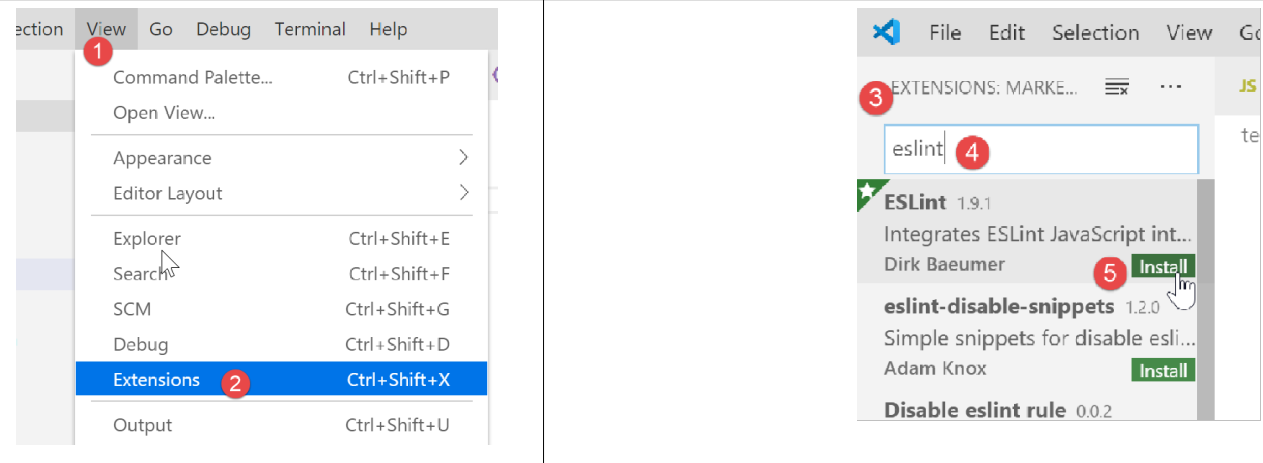 ection View Go Debug Terminal Help
1
Command Palette... Ctrl+Shift+P
Open View...
Appearance
Editor Layout
Explorer Ctrl+Shift+E
Search Ctrl+Shift+F
SCM Ctrl+Shift+G
Debug Ctrl+Shift+D
Extensions 2 Ctrl+Shift+X
Output Ctrl+Shift+U
File Edit Selection View Go
3 EXTENSIONS: MARKE... JS
eslint 4 te
ESLint 1.9.1
Integrates ESLint JavaScript int...
Dirk Baeumer 5 Install
eslint-disable-snippets 1.2.0
Simple snippets for disable esli...
Adam Knox Install
Disable eslint rule 0.0.2